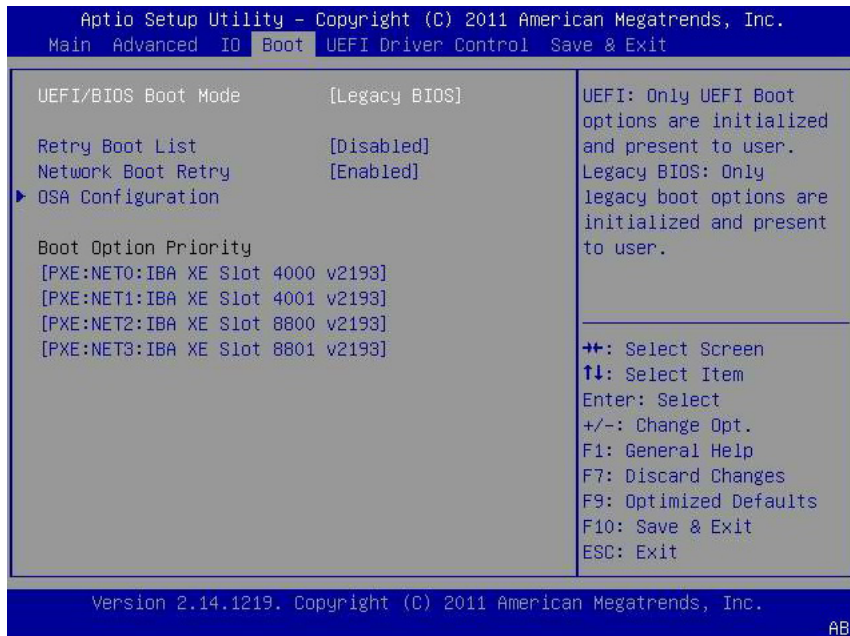 Aptio Setup Utility – Copyright (C) 2011 American Megatrends, Inc.
Main Advanced IO Boot UEFI Driver Control Save & Exit
UEFI/BIOS Boot Mode [Legacy BIOS]
Retry Boot List [Disabled]
Network Boot Retry [Enabled]
OSA Configuration
Boot Option Priority
[PXE:NET0:IBA XE Slot 4000 v2193]
[PXE:NET1:IBA XE Slot 4001 v2193]
[PXE:NET2:IBA XE Slot 8800 v2193]
[PXE:NET3:IBA XE Slot 8801 v2193]
UEFI: Only UEFI Boot
options are initialized
and present to user.
Legacy BIOS: Only
legacy boot options are
initialized and present
to user.
→←: Select Screen
↑↓: Select Item
Enter: Select
+/-: Change Opt.
F1: General Help
F7: Discard Changes
F9: Optimized Defaults
F10: Save & Exit
ESC: Exit
Version 2.14.1219. Copyright (C) 2011 American Megatrends, Inc.
AB